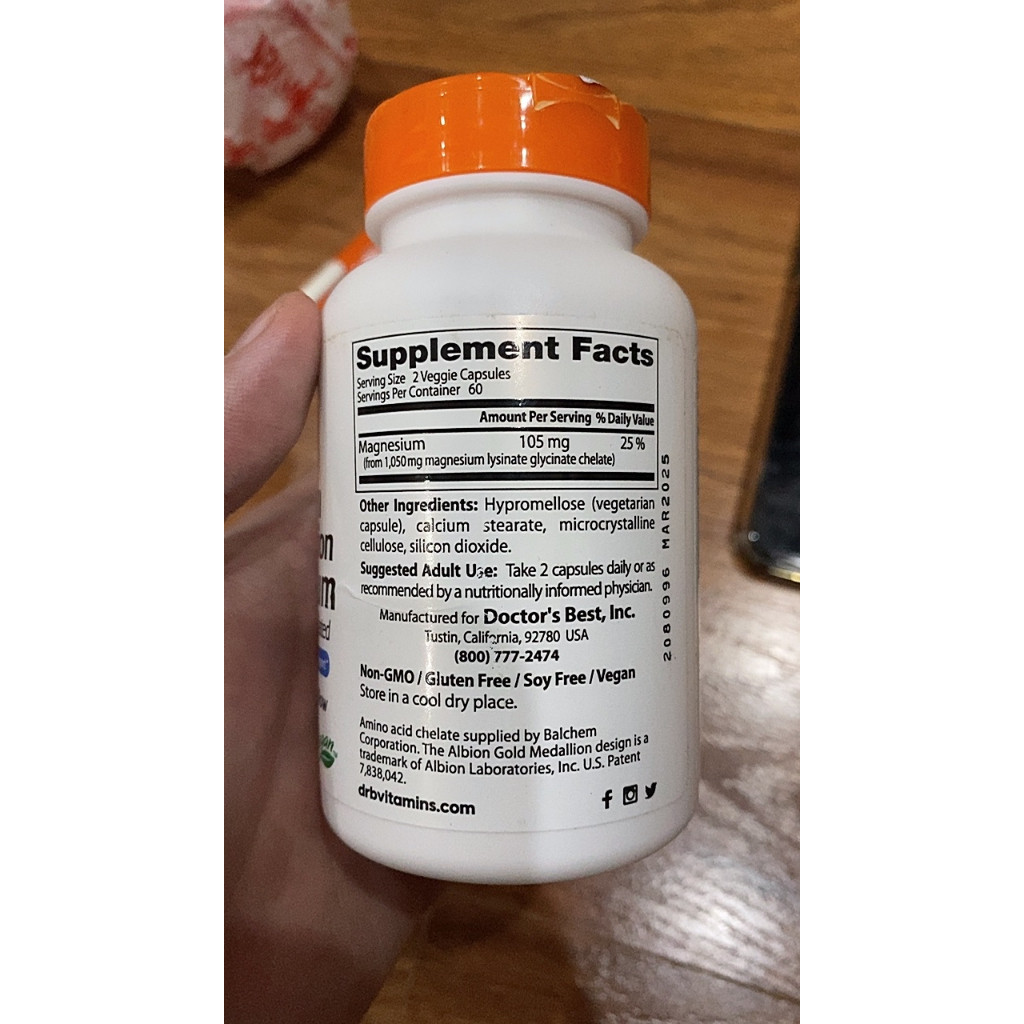 Supplement Facts
Serving Size 2 Veggie Capsules
Servings Per Container 60
Amount Per Serving % Daily Value
Magnesium 105 mg 25 %
(from 1,050 mg magnesium lysinate glycinate chelate)
Other Ingredients: Hypromellose (vegetarian
capsule), calcium stearate, microcrystalline
cellulose, silicon dioxide.
Suggested Adult Use: Take 2 capsules daily or as
recommended by a nutritionally informed physician.
Manufactured for Doctor's Best, Inc.
Tustin, California, 92780 USA
(800) 777-2474
Non-GMO / Gluten Free / Soy Free / Vegan
Store in a cool dry place.
Amino acid chelate supplied by Balchem
Corporation. The Albion Gold Medallion design is a
trademark of Albion Laboratories, Inc. U.S. Patent
7,838,042.
drbvitamins.com
2080996 MAR2025